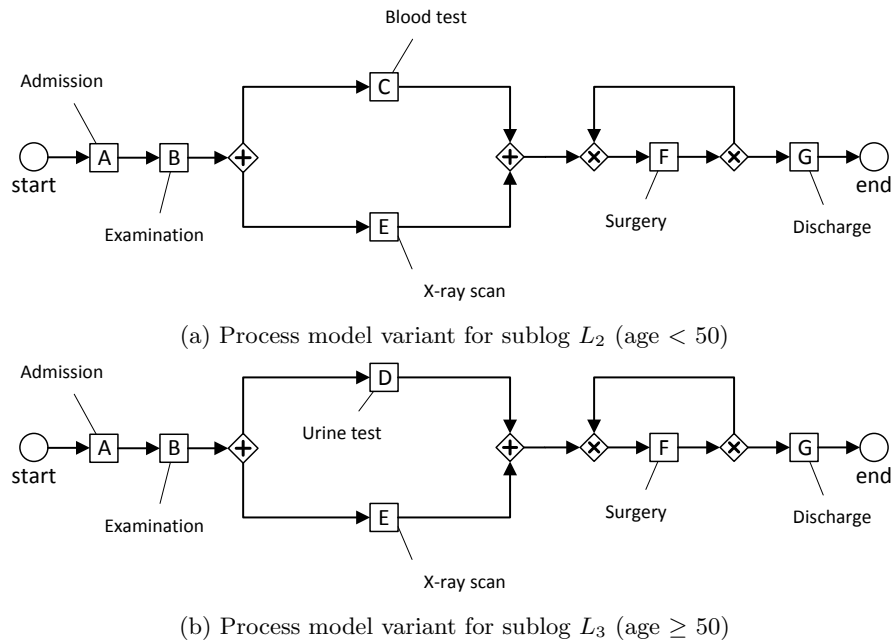 Blood test
Admission
C
A
B
+
+
×
F
×
G
start
end
Surgery
Examination
E
Discharge
X-ray scan
(a) Process model variant for sublog L₂ (age < 50)
Admission
D
Urine test
A
B
+
+
×
F
×
G
start
end
Surgery
Examination
E
Discharge
X-ray scan
(b) Process model variant for sublog L₃ (age ≥ 50)